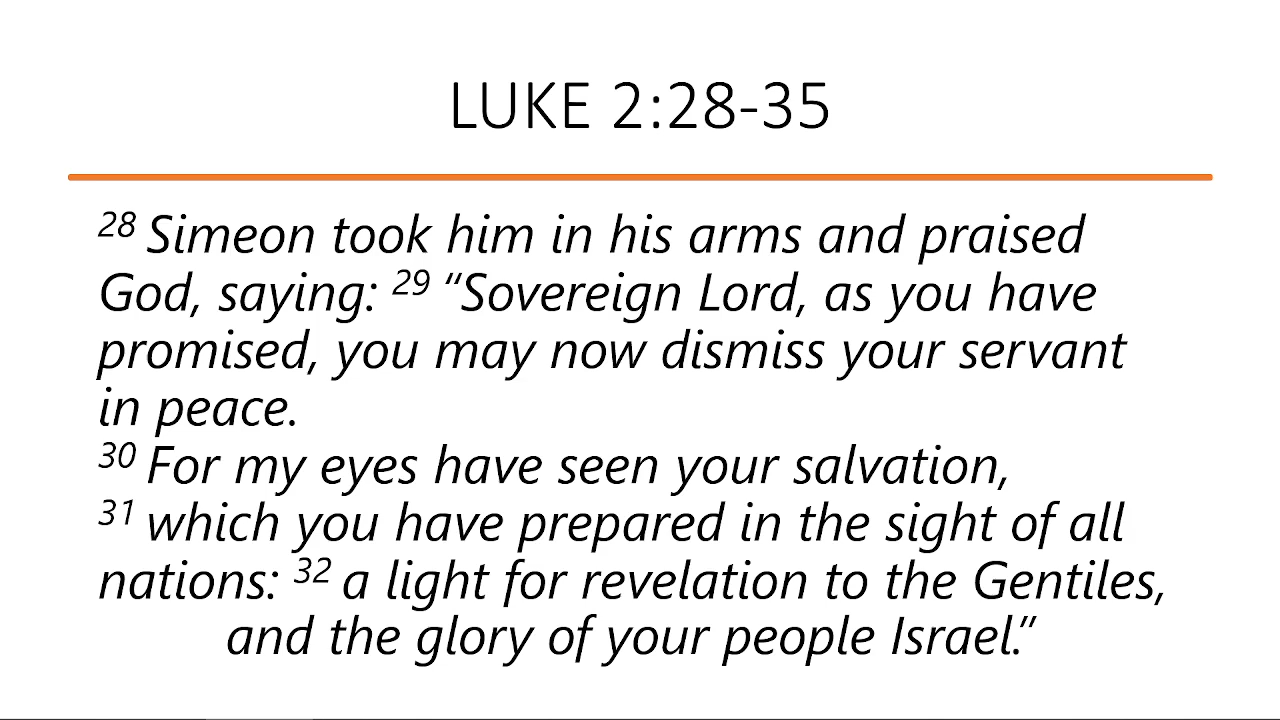 LUKE 2:28-35
28 Simeon took him in his arms and praised
God, saying: 29 “Sovereign Lord, as you have
promised, you may now dismiss your servant
in peace.
30 For my eyes have seen your salvation,
31 which you have prepared in the sight of all
nations: 32 a light for revelation to the Gentiles,
and the glory of your people Israel.”